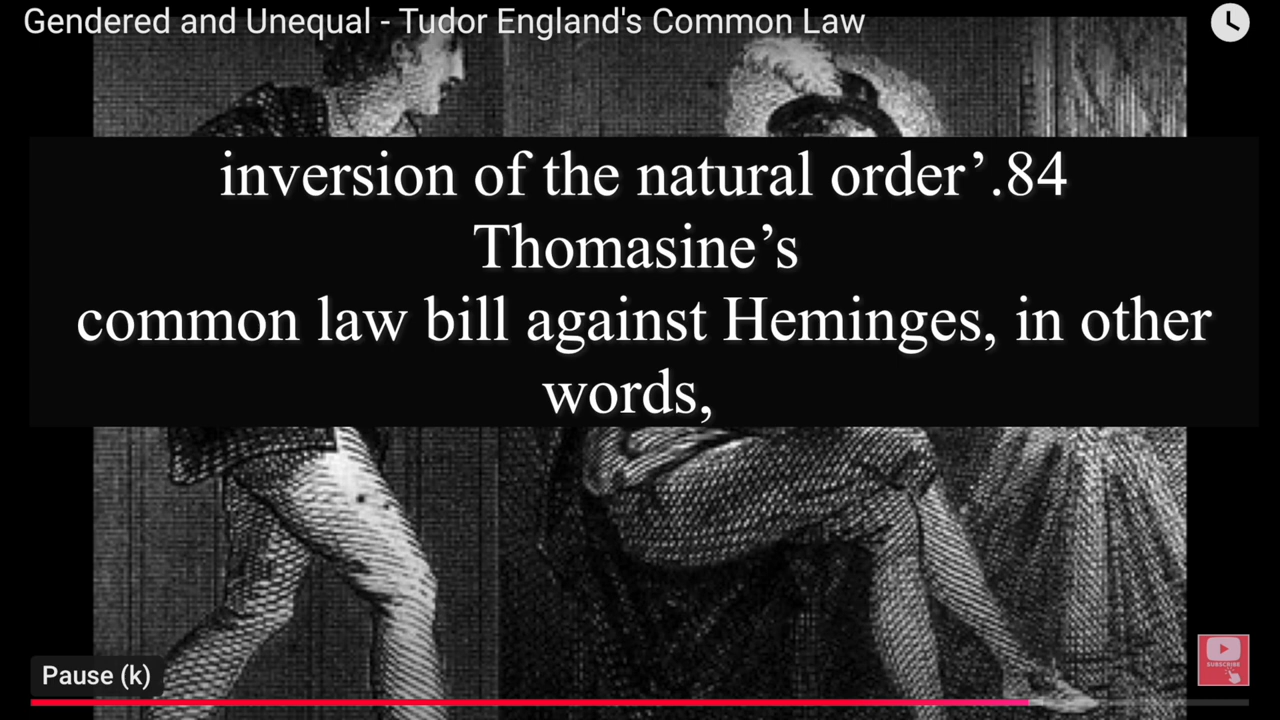 Gendered and Unequal - Tudor England's Common Law
inversion of the natural order’.84
Thomasine’s
common law bill against Heminges, in other
words,
SUBSCRIBE
Pause (k)